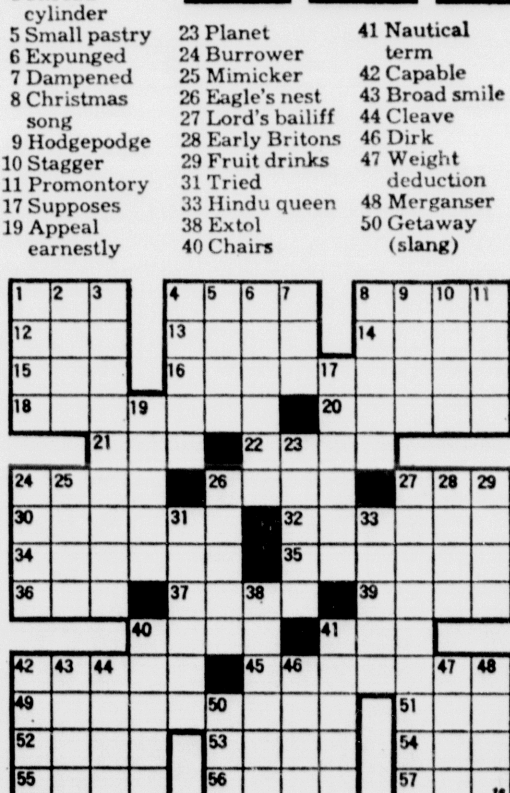 cylinder
5 Small pastry
6 Expunged
7 Dampened
8 Christmas
song
9 Hodgepodge
10 Stagger
11 Promontory
17 Supposes
19 Appeal
earnestly
23 Planet
24 Burrower
25 Mimicker
26 Eagle's nest
27 Lord's bailiff
28 Early Britons
29 Fruit drinks
31 Tried
33 Hindu queen
38 Extol
40 Chairs
41 Nautical
term
42 Capable
43 Broad smile
44 Cleave
46 Dirk
47 Weight
deduction
48 Merganser
50 Getaway
(slang)
1 2 3 4 5 6 7 8 9 10 11
12 13 14
15 16 17
18 19 20
21 22 23
24 25 26 27 28 29
30 31 32 33
34 35
36 37 38 39
40 41
42 43 44 45 46 47 48
49 50 51
52 53 54
55 56 57